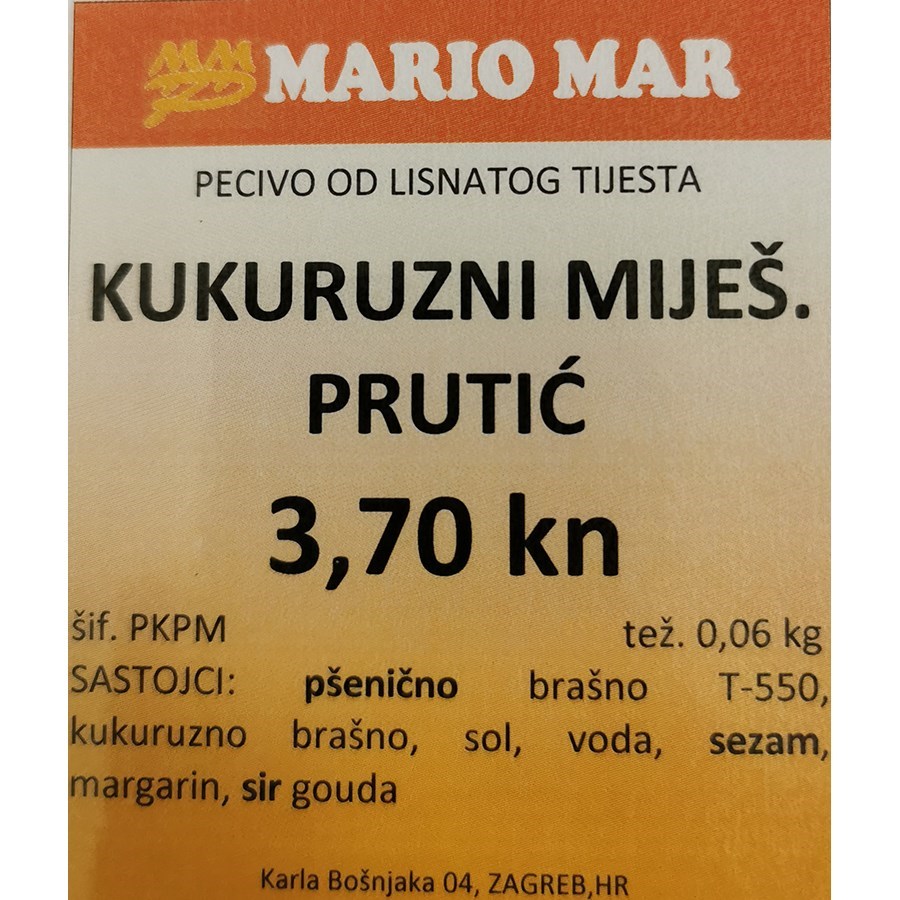 MM MARIO MAR
PECIVO OD LISNATOG TIJESTA
KUKURUZNI MIJEŠ.
PRUTIĆ
3,70 kn
šif. PKPM tež. 0,06 kg
SASTOJCI: pšenično brašno T-550,
kukuruzno brašno, sol, voda, sezam,
margarin, sir gouda
Karla Bošnjaka 04, ZAGREB,HR